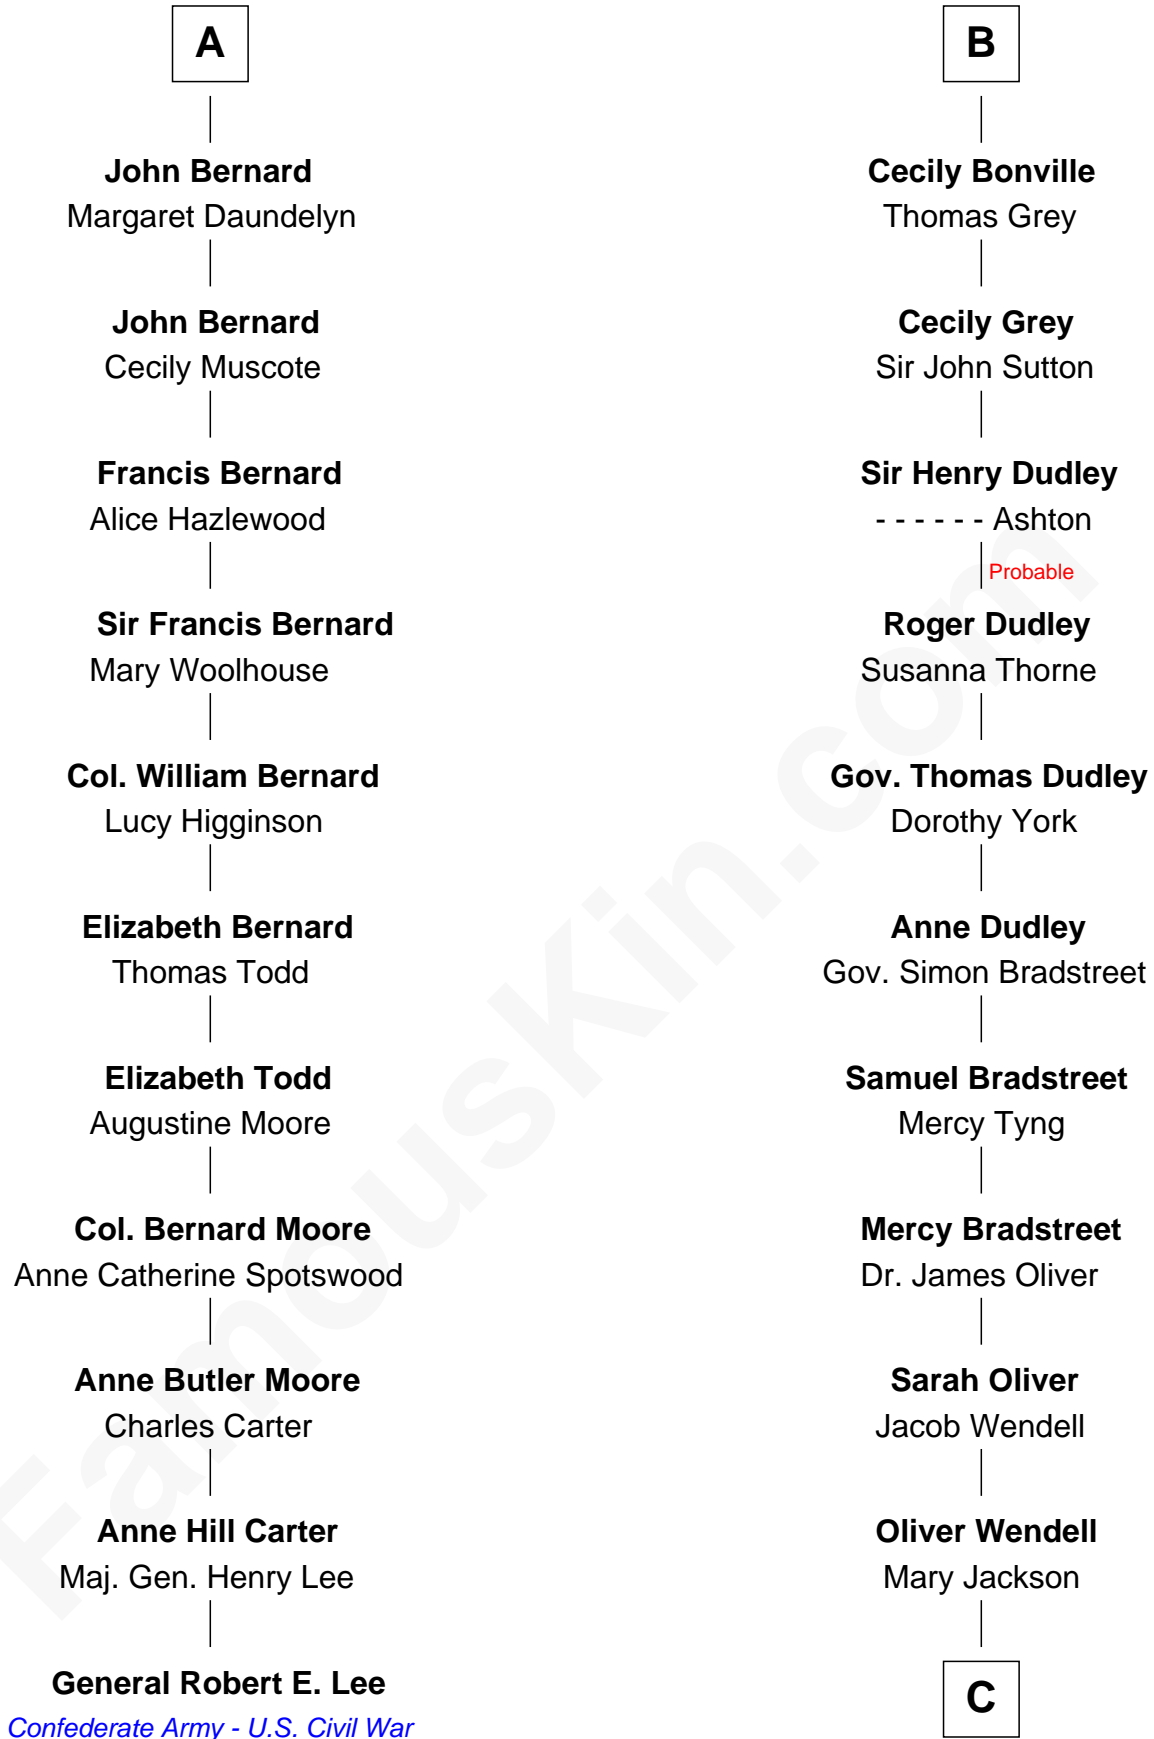 A
John Bernard
Margaret Daundelyn
John Bernard
Cecily Muscote
Francis Bernard
Alice Hazlewood
Sir Francis Bernard
Mary Woolhouse
Col. William Bernard
Lucy Higginson
Elizabeth Bernard
Thomas Todd
Elizabeth Todd
Augustine Moore
Col. Bernard Moore
Anne Catherine Spotswood
Anne Butler Moore
Charles Carter
Anne Hill Carter
Maj. Gen. Henry Lee
General Robert E. Lee
Confederate Army - U.S. Civil War
B
Cecily Bonville
Thomas Grey
Cecily Grey
Sir John Sutton
Sir Henry Dudley
- - - - - - Ashton
Probable
Roger Dudley
Susanna Thorne
Gov. Thomas Dudley
Dorothy York
Anne Dudley
Gov. Simon Bradstreet
Samuel Bradstreet
Mercy Tyng
Mercy Bradstreet
Dr. James Oliver
Sarah Oliver
Jacob Wendell
Oliver Wendell
Mary Jackson
C
FamousKin.com